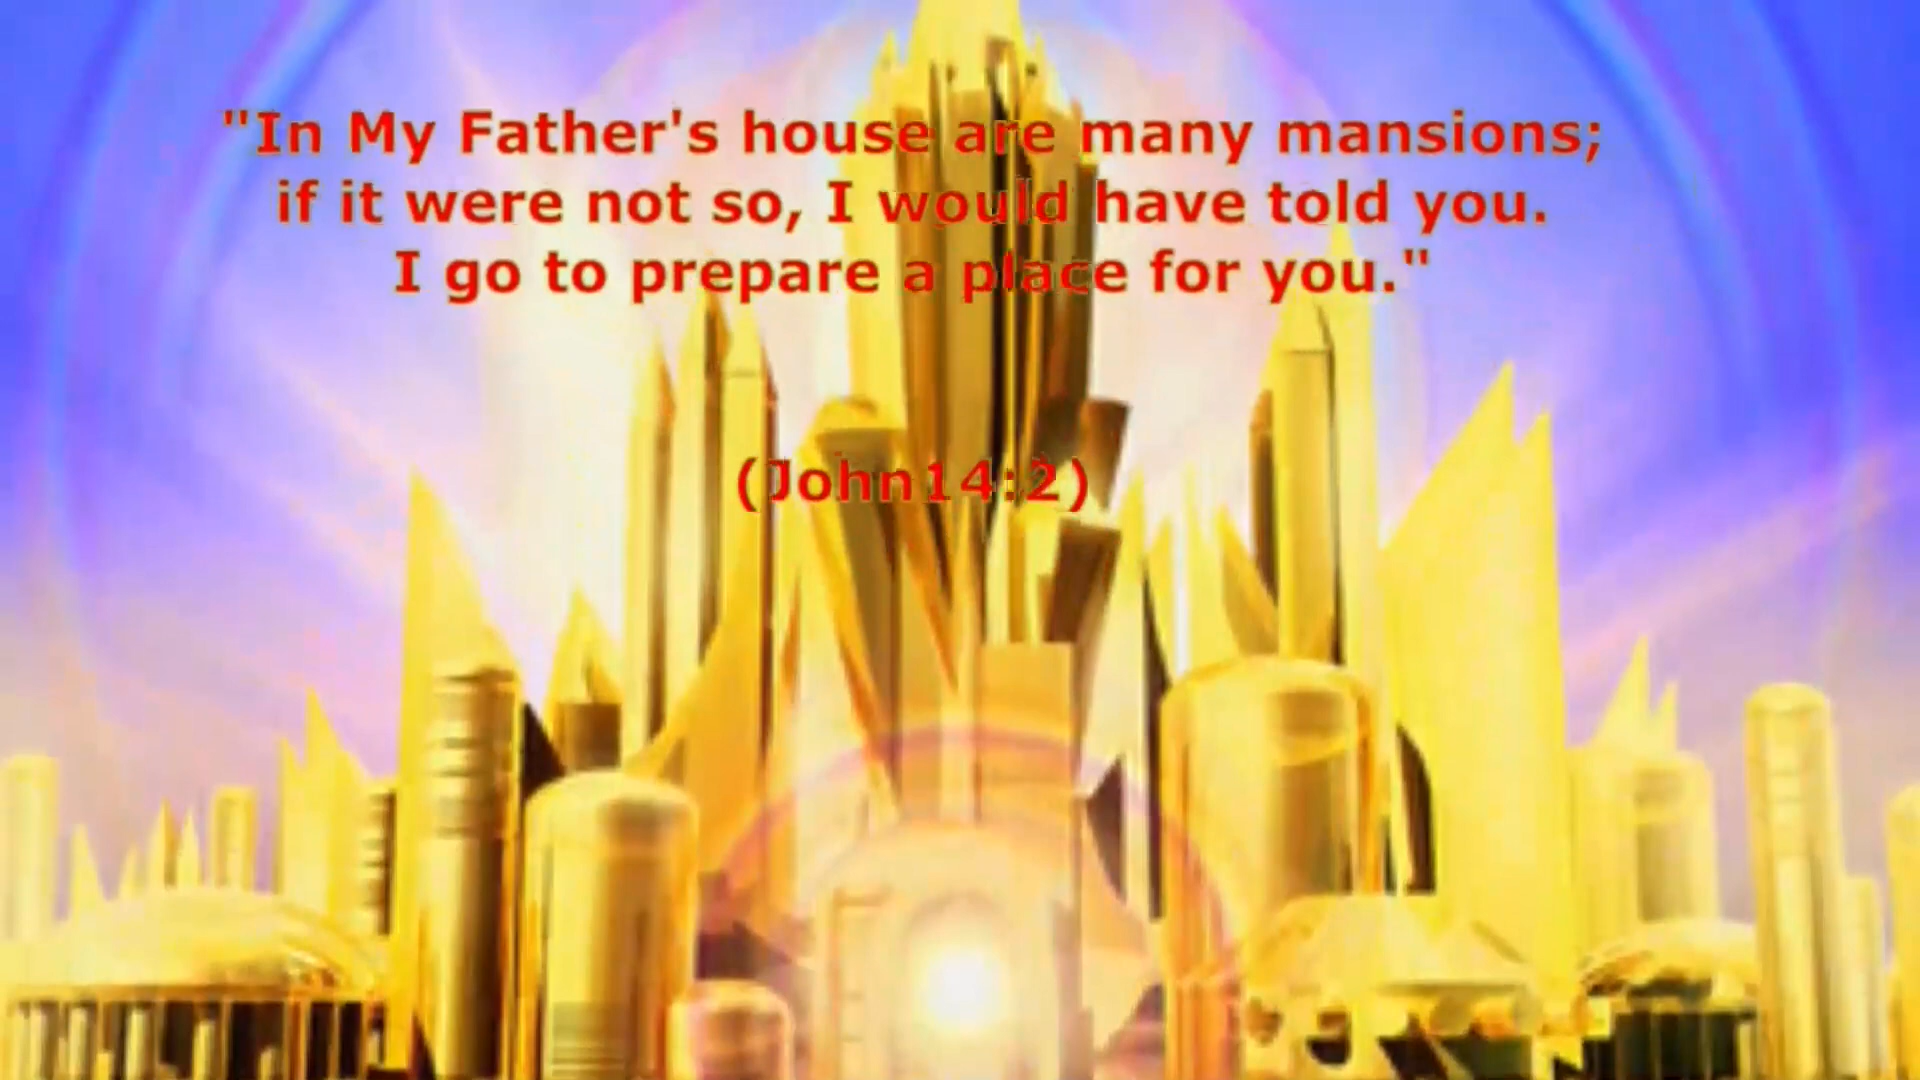 "In My Father's house are many mansions;
if it were not so, I would have told you.
I go to prepare a place for you."
(John14:2)